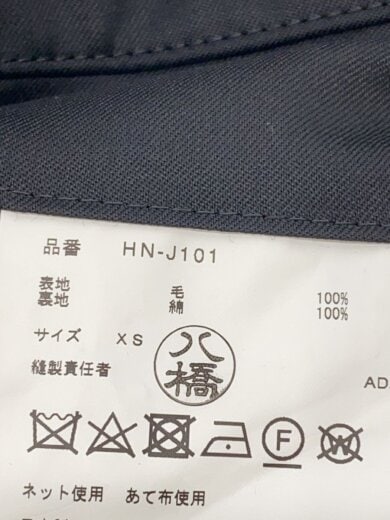 品番 HN-J101
表地 毛 100%
裏地 綿 100%
サイズ XS
縫製責任者 八橋 AD
F W
ネット使用 あて布使用